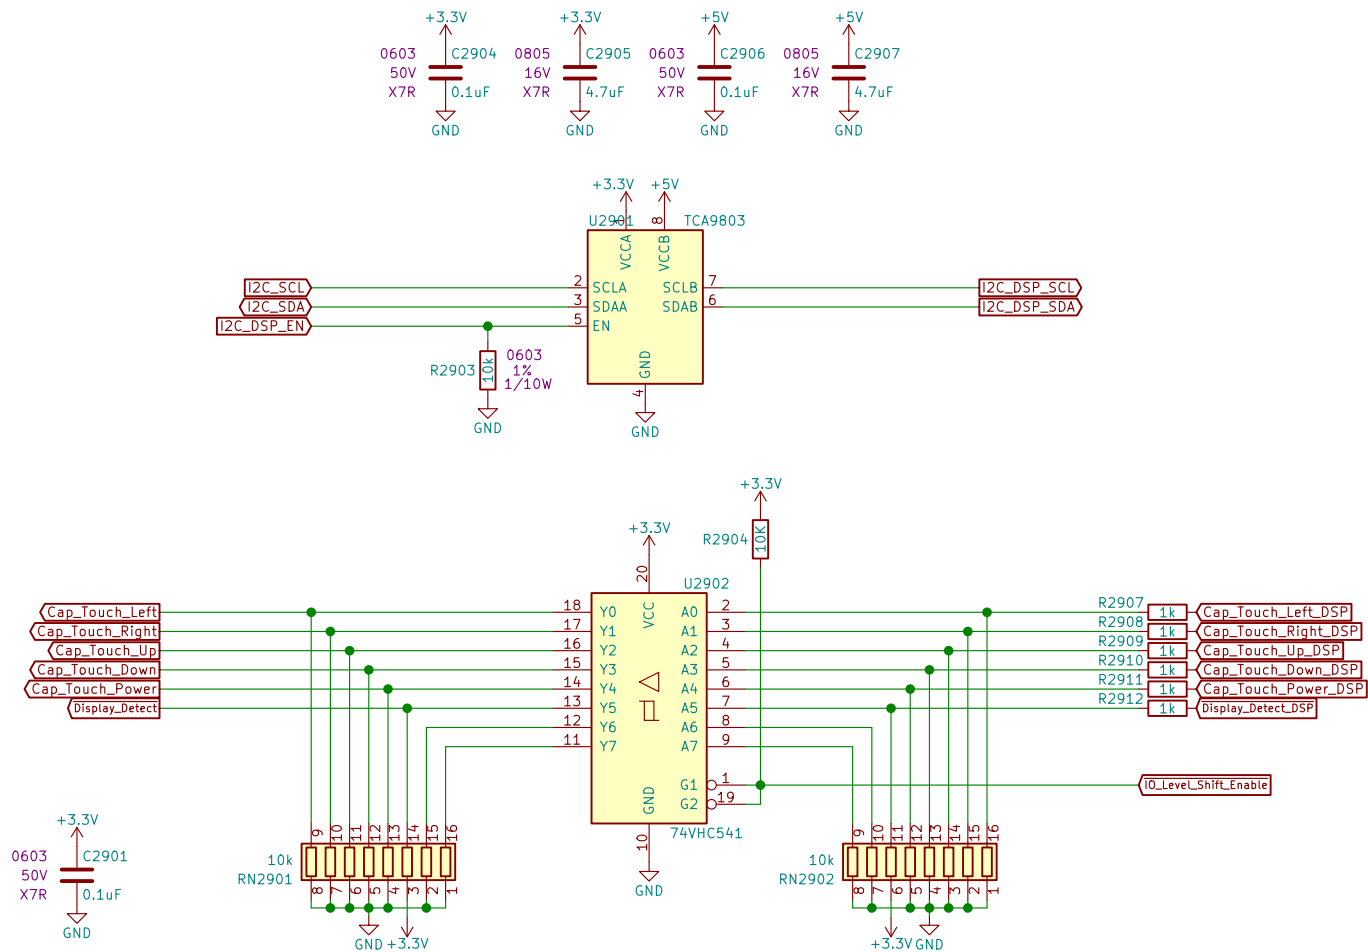 +3.3V +3.3V +5V +5V
0603 C2904 0805 C2905 0603 C2906 0805 C2907
50V 16V 50V 16V
X7R 0.1uF X7R 4.7uF X7R 0.1uF X7R 4.7uF
GND GND GND GND
+3.3V +5V
U2901 1 8 TCA9803
VCCA VCCB
I2C_SCL 2 SCLA SCLB 7 I2C_DSP_SCL
I2C_SDA 3 SDAA SDAB 6 I2C_DSP_SDA
I2C_DSP_EN 5 EN
R2903 10k 0603
1%
1/10W
GND
GND 4
GND
+3.3V
R2904 10K
+3.3V
20 U2902
VCC
Cap_Touch_Left 18 Y0 A0 2 R2907 1k Cap_Touch_Left_DSP
Cap_Touch_Right 17 Y1 A1 3 R2908 1k Cap_Touch_Right_DSP
Cap_Touch_Up 16 Y2 A2 4 R2909 1k Cap_Touch_Up_DSP
Cap_Touch_Down 15 Y3 A3 5 R2910 1k Cap_Touch_Down_DSP
Cap_Touch_Power 14 Y4 A4 6 R2911 1k Cap_Touch_Power_DSP
Display_Detect 13 Y5 A5 7 R2912 1k Display_Detect_DSP
12 Y6 A6 8
11 Y7 A7 9
G1 1 IO_Level_Shift_Enable
GND G2 19
10 74VHC541
GND
+3.3V
0603 C2901
50V
X7R 0.1uF
GND
9 10 11 12 13 14 15 16
10k
RN2901
8 7 6 5 4 3 2 1
GND +3.3V
9 10 11 12 13 14 15 16
10k
RN2902
8 7 6 5 4 3 2 1
+3.3V GND